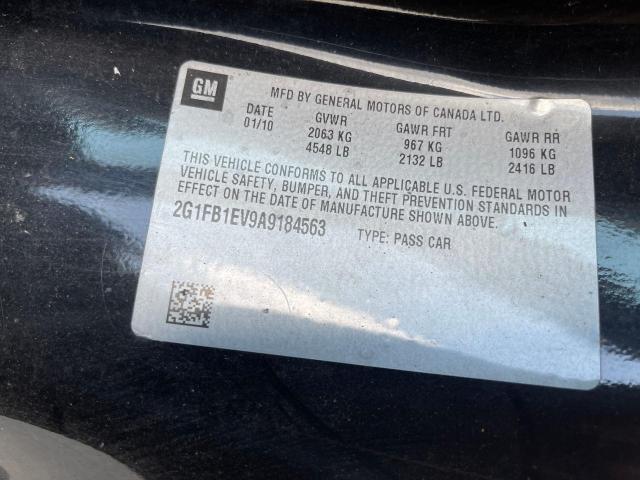 GM
MFD BY GENERAL MOTORS OF CANADA LTD.
DATE GVWR GAWR FRT GAWR RR
01/10 2063 KG 967 KG 1096 KG
4548 LB 2132 LB 2416 LB
THIS VEHICLE CONFORMS TO ALL APPLICABLE U.S. FEDERAL MOTOR
VEHICLE SAFETY, BUMPER, AND THEFT PREVENTION STANDARDS IN
EFFECT ON THE DATE OF MANUFACTURE SHOWN ABOVE.
2G1FB1EV9A9184563 TYPE: PASS CAR